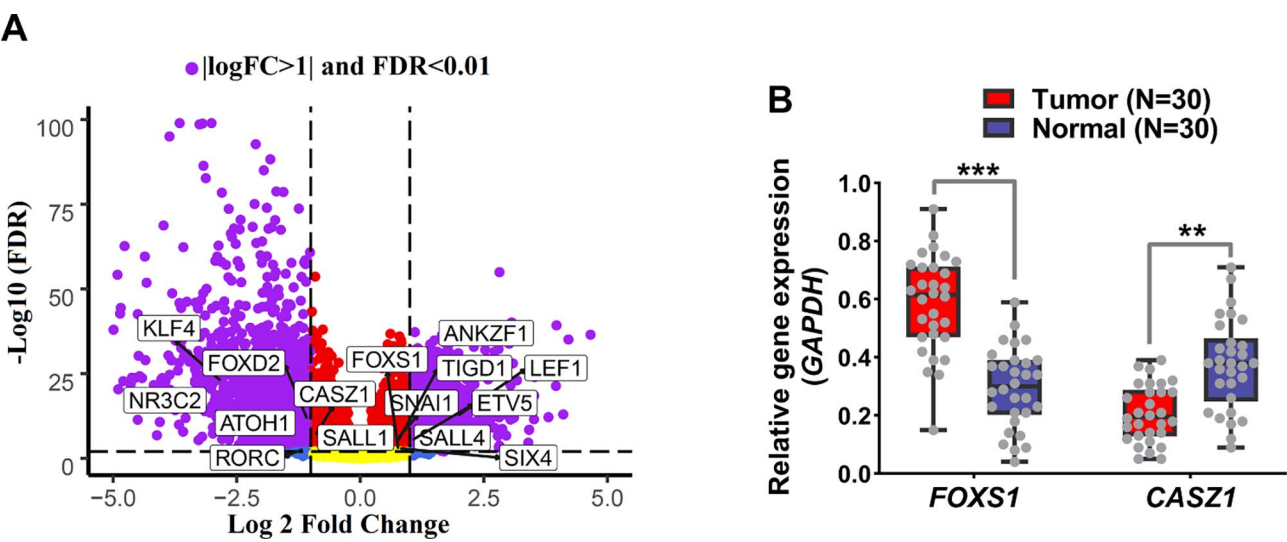 A
|logFC>1| and FDR<0.01
-Log10 (FDR)
100
75
50
25
0
KLF4
FOXD2
NR3C2
ATOH1
RORC
CASZ1
SALL1
FOXS1
SNAI1
SALL4
ANKZF1
TIGD1
LEF1
ETV5
SIX4
−5.0 −2.5 0.0 2.5 5.0
Log 2 Fold Change
B
Tumor (N=30)
Normal (N=30)
Relative gene expression
(GAPDH)
1.0
0.8
0.6
0.4
0.2
0.0
***
**
FOXS1 CASZ1